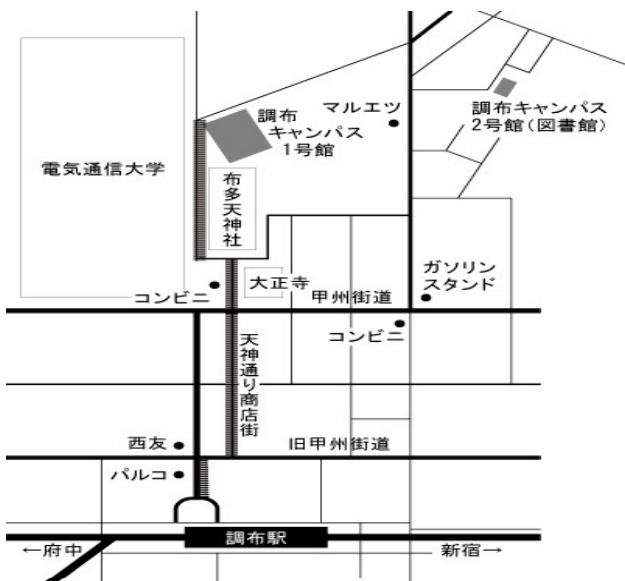 調布
キャンパス
1号館
マルエツ
調布キャンパス
2号館(図書館)
電気通信大学
布多天神社
大正寺
ガソリン
スタンド
コンビニ
甲州街道
コンビニ
天神通り商店街
西友
旧甲州街道
パルコ
調布駅
←府中
新宿→